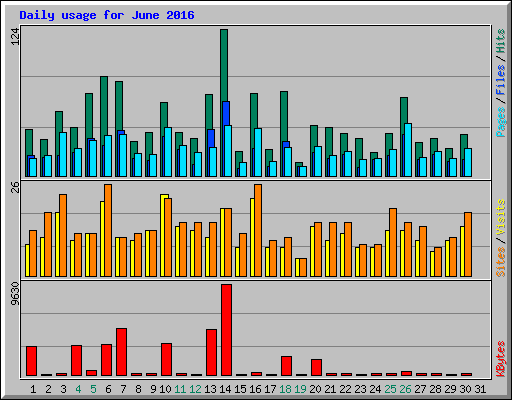 Daily usage for June 2016
124
Pages / Files / Hits
26
Sites / Visits
9630
KBytes
1 2 3 4 5 6 7 8 9 10 11 12 13 14 15 16 17 18 19 20 21 22 23 24 25 26 27 28 29 30 31